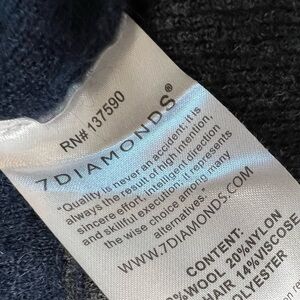 RN# 137590
7DIAMONDS®
"Quality is never an accident, it is
always the result of high intention,
sincere effort, intelligent direction
and skillful execution; it represents
the wise choice among many
alternatives."
WWW.7DIAMONDS.COM
CONTENT:
WOOL 20%NYLON
14%VISCOSE